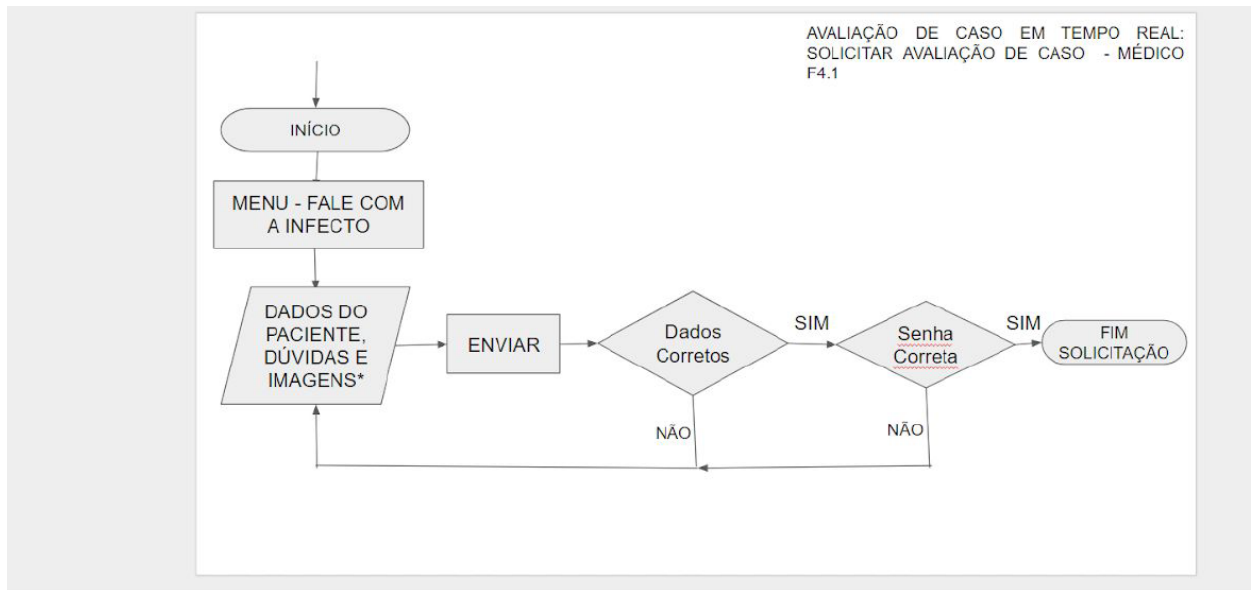 AVALIAÇÃO DE CASO EM TEMPO REAL:
SOLICITAR AVALIAÇÃO DE CASO - MÉDICO
F4.1
INÍCIO
MENU - FALE COM
A INFECTO
DADOS DO
PACIENTE,
DÚVIDAS E
IMAGENS*
ENVIAR
Dados
Corretos
SIM
Senha
Correta
SIM
FIM
SOLICITAÇÃO
NÃO
NÃO